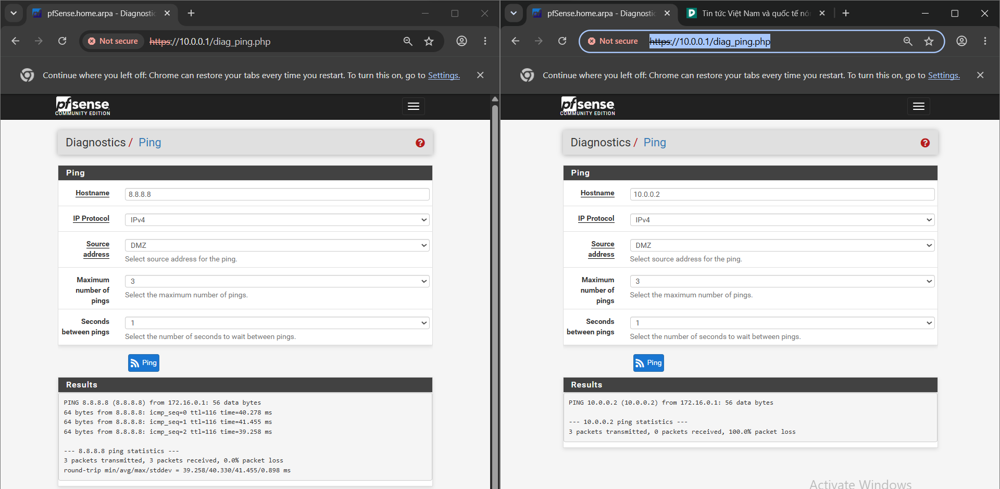 pfSense.home.arpa - Diagnostic
Not secure
https://10.0.0.1/diag_ping.php
Continue where you left off: Chrome can restore your tabs every time you restart. To turn this on, go to Settings.
pfsense
COMMUNITY EDITION
Diagnostics / Ping
Ping
Hostname
8.8.8.8
IP Protocol
IPv4
Source address
DMZ
Select source address for the ping.
Maximum number of pings
3
Select the maximum number of pings.
Seconds between pings
1
Select the number of seconds to wait between pings.
Ping
Results
PING 8.8.8.8 (8.8.8.8) from 172.16.0.1: 56 data bytes
64 bytes from 8.8.8.8: icmp_seq=0 ttl=116 time=40.278 ms
64 bytes from 8.8.8.8: icmp_seq=1 ttl=116 time=41.455 ms
64 bytes from 8.8.8.8: icmp_seq=2 ttl=116 time=39.258 ms
--- 8.8.8.8 ping statistics ---
3 packets transmitted, 3 packets received, 0.0% packet loss
round-trip min/avg/max/stddev = 39.258/40.330/41.455/0.898 ms
pfSense.home.arpa - Diagnostic
Tin tức Việt Nam và quốc tế nó
Not secure
https://10.0.0.1/diag_ping.php
Continue where you left off: Chrome can restore your tabs every time you restart. To turn this on, go to Settings.
pfsense
COMMUNITY EDITION
Diagnostics / Ping
Ping
Hostname
10.0.0.2
IP Protocol
IPv4
Source address
DMZ
Select source address for the ping.
Maximum number of pings
3
Select the maximum number of pings.
Seconds between pings
1
Select the number of seconds to wait between pings.
Ping
Results
PING 10.0.0.2 (10.0.0.2) from 172.16.0.1: 56 data bytes
--- 10.0.0.2 ping statistics ---
3 packets transmitted, 0 packets received, 100.0% packet loss
Activate Windows